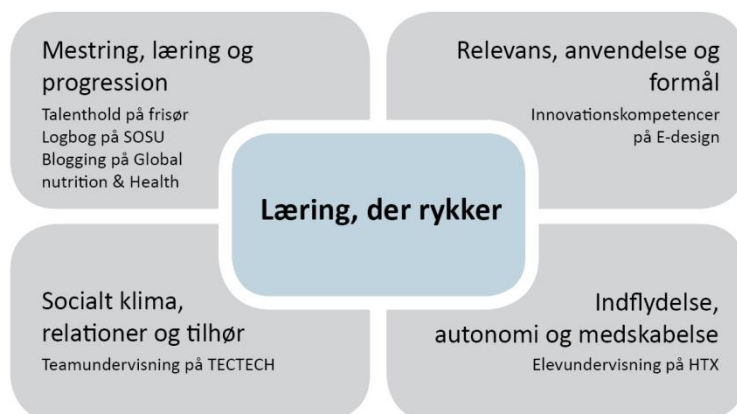 Mestring, læring og
progression
Talenthold på frisør
Logbog på SOSU
Blogging på Global
nutrition & Health
Relevans, anvendelse og
formål
Innovationskompetencer
på E-design
Læring, der rykker
Socialt klima,
relationer og tilhør
Teamundervisning på TECTECH
Indflydelse,
autonomi og medskabelse
Elevundervisning på HTX